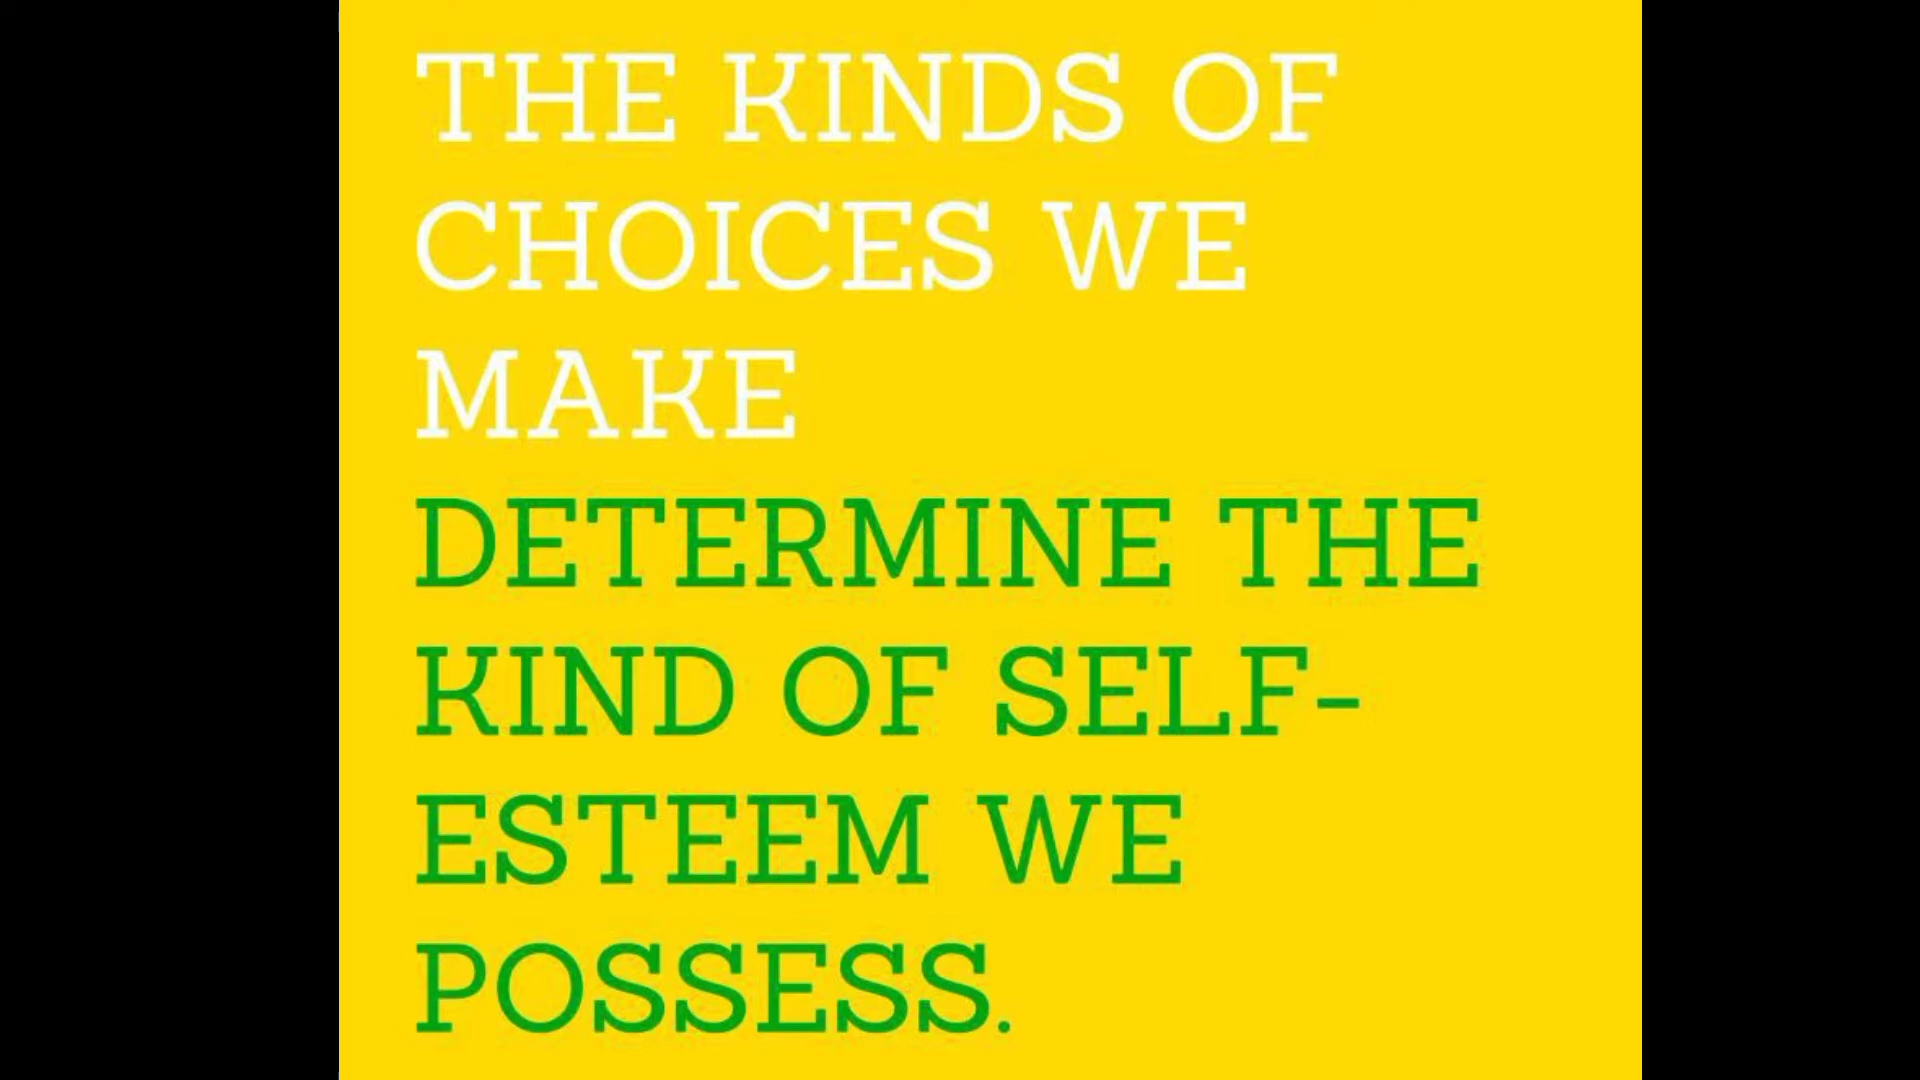 THE KINDS OF
CHOICES WE
MAKE
DETERMINE THE
KIND OF SELF-
ESTEEM WE
POSSESS.